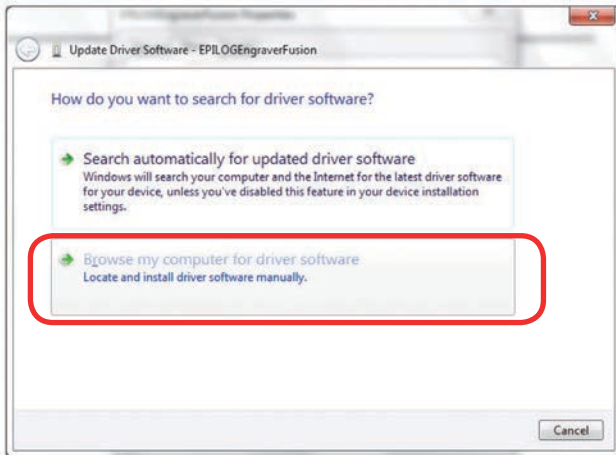 EPILOGEngraverFusion Properties
Update Driver Software - EPILOGEngraverFusion
How do you want to search for driver software?
Search automatically for updated driver software
Windows will search your computer and the Internet for the latest driver software
for your device, unless you've disabled this feature in your device installation
settings.
Browse my computer for driver software
Locate and install driver software manually.
Cancel